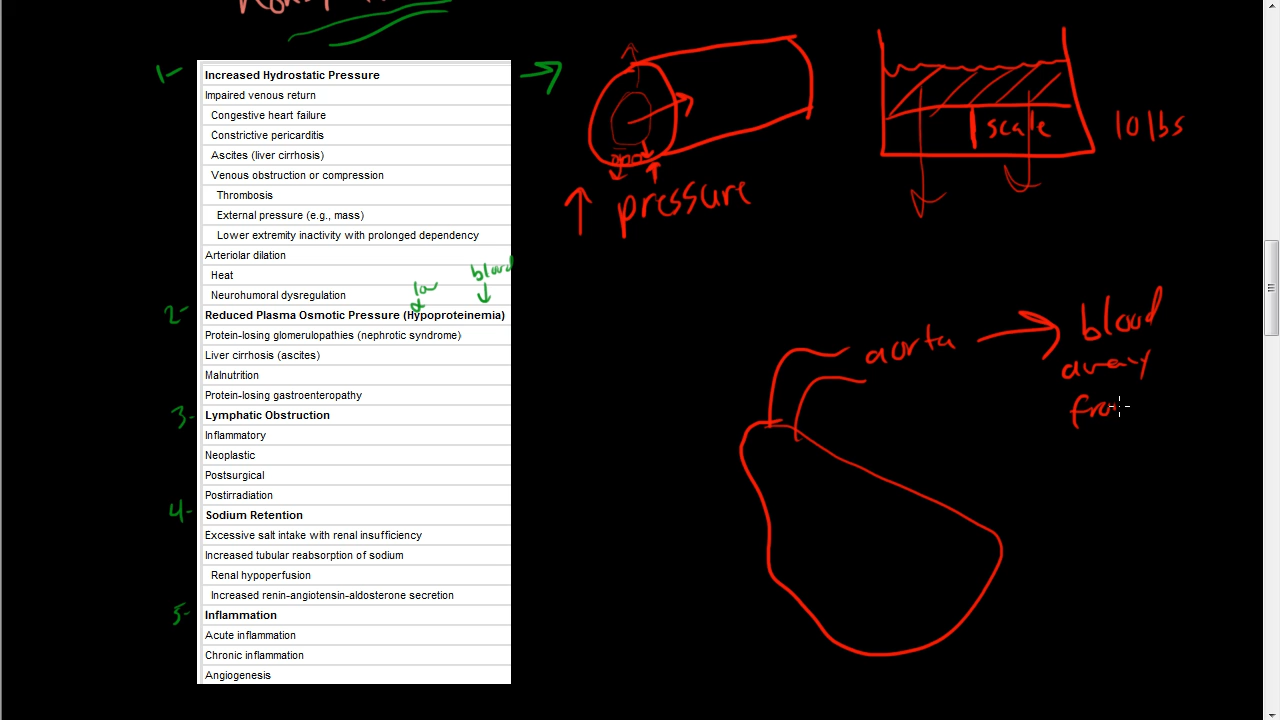 1-
Increased Hydrostatic Pressure
Impaired venous return
Congestive heart failure
Constrictive pericarditis
Ascites (liver cirrhosis)
Venous obstruction or compression
Thrombosis
External pressure (e.g., mass)
Lower extremity inactivity with prolonged dependency
Arteriolar dilation
Heat
Neurohumoral dysregulation
low
blood
2-
Reduced Plasma Osmotic Pressure (Hypoproteinemia)
Protein-losing glomerulopathies (nephrotic syndrome)
Liver cirrhosis (ascites)
Malnutrition
Protein-losing gastroenteropathy
3-
Lymphatic Obstruction
Inflammatory
Neoplastic
Postsurgical
Postirradiation
4-
Sodium Retention
Excessive salt intake with renal insufficiency
Increased tubular reabsorption of sodium
Renal hypoperfusion
Increased renin-angiotensin-aldosterone secretion
5-
Inflammation
Acute inflammation
Chronic inflammation
Angiogenesis
pressure
scale
10 lbs
aorta
blood
away
fro